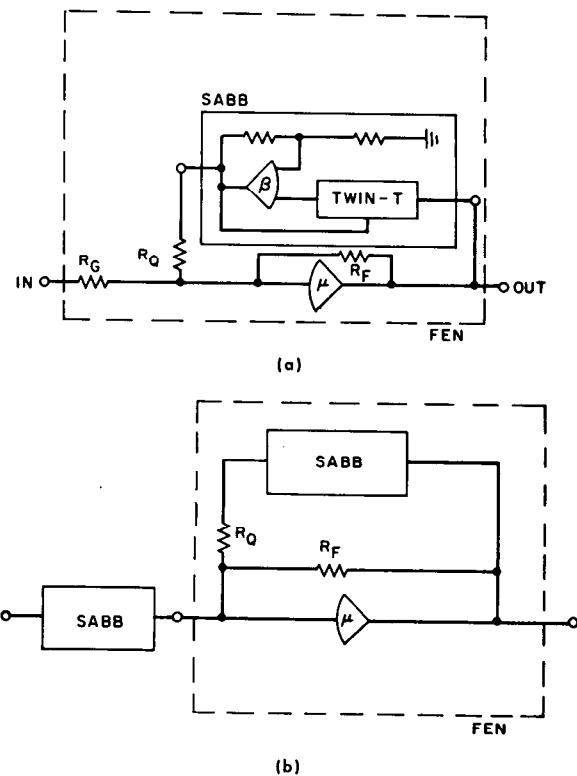 SABB
β
TWIN-T
R_Q
R_G
R_F
IN
μ
OUT
FEN
(a)
SABB
R_Q
R_F
SABB
μ
FEN
(b)